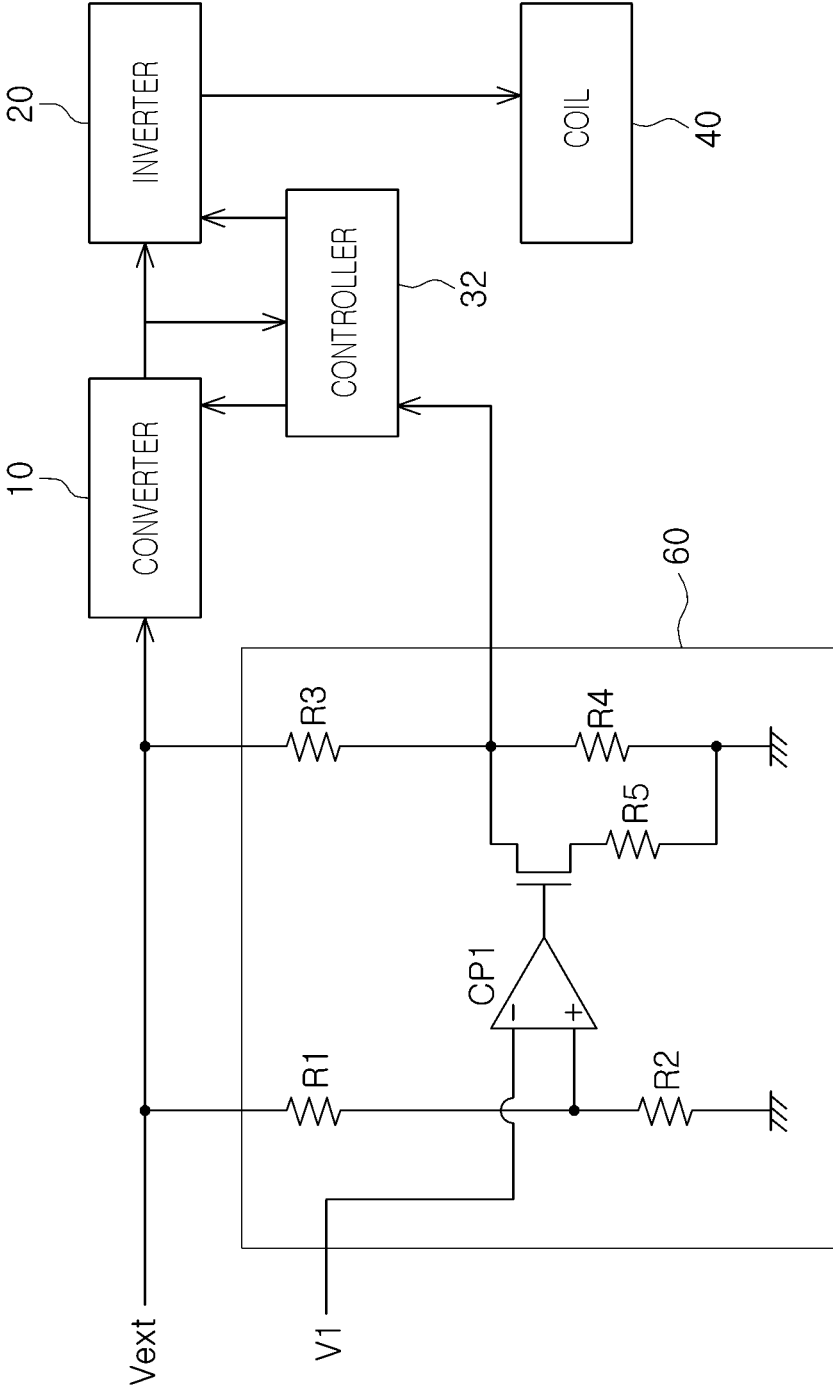 20
INVERTER
COIL
40
CONTROLLER
32
10
CONVERTER
60
R3
R4
R5
CP1
-
+
R1
R2
V1
Vext